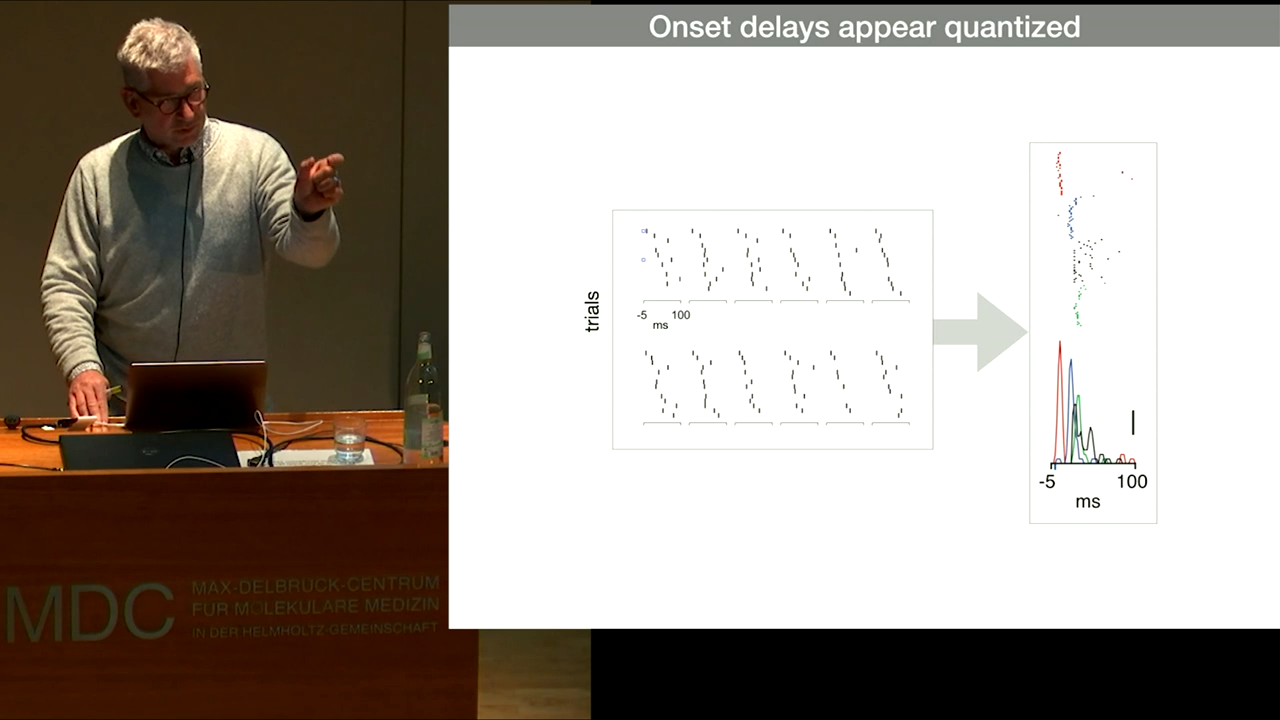 Onset delays appear quantized
trials
-5 100
ms
-5 100
ms
MDC
MAX-DELBRUCK-CENTRUM
FÜR MOLEKULARE MEDIZIN
IN DER HELMHOLTZ-GEMEINSCHAFT